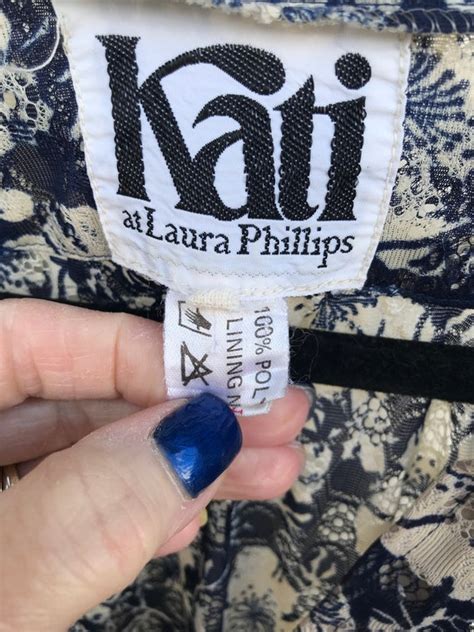 Kati
at Laura Phillips
100% POL
LINING